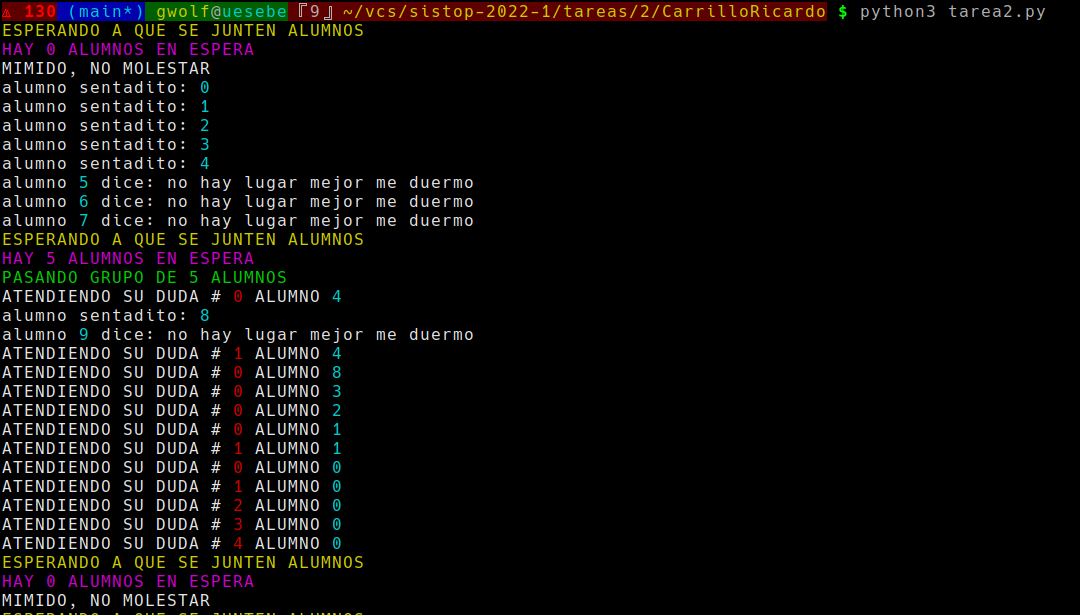 ⚠ 130 (main*) gwolf@uesebe『9』~/vcs/sistop-2022-1/tareas/2/CarrilloRicardo $ python3 tarea2.py
ESPERANDO A QUE SE JUNTEN ALUMNOS
HAY 0 ALUMNOS EN ESPERA
MIMIDO, NO MOLESTAR
alumno sentadito: 0
alumno sentadito: 1
alumno sentadito: 2
alumno sentadito: 3
alumno sentadito: 4
alumno 5 dice: no hay lugar mejor me duermo
alumno 6 dice: no hay lugar mejor me duermo
alumno 7 dice: no hay lugar mejor me duermo
ESPERANDO A QUE SE JUNTEN ALUMNOS
HAY 5 ALUMNOS EN ESPERA
PASANDO GRUPO DE 5 ALUMNOS
ATENDIENDO SU DUDA # 0 ALUMNO 4
alumno sentadito: 8
alumno 9 dice: no hay lugar mejor me duermo
ATENDIENDO SU DUDA # 1 ALUMNO 4
ATENDIENDO SU DUDA # 0 ALUMNO 8
ATENDIENDO SU DUDA # 0 ALUMNO 3
ATENDIENDO SU DUDA # 0 ALUMNO 2
ATENDIENDO SU DUDA # 0 ALUMNO 1
ATENDIENDO SU DUDA # 1 ALUMNO 1
ATENDIENDO SU DUDA # 0 ALUMNO 0
ATENDIENDO SU DUDA # 1 ALUMNO 0
ATENDIENDO SU DUDA # 2 ALUMNO 0
ATENDIENDO SU DUDA # 3 ALUMNO 0
ATENDIENDO SU DUDA # 4 ALUMNO 0
ESPERANDO A QUE SE JUNTEN ALUMNOS
HAY 0 ALUMNOS EN ESPERA
MIMIDO, NO MOLESTAR
ESPERANDO A QUE SE JUNTEN ALUMNOS